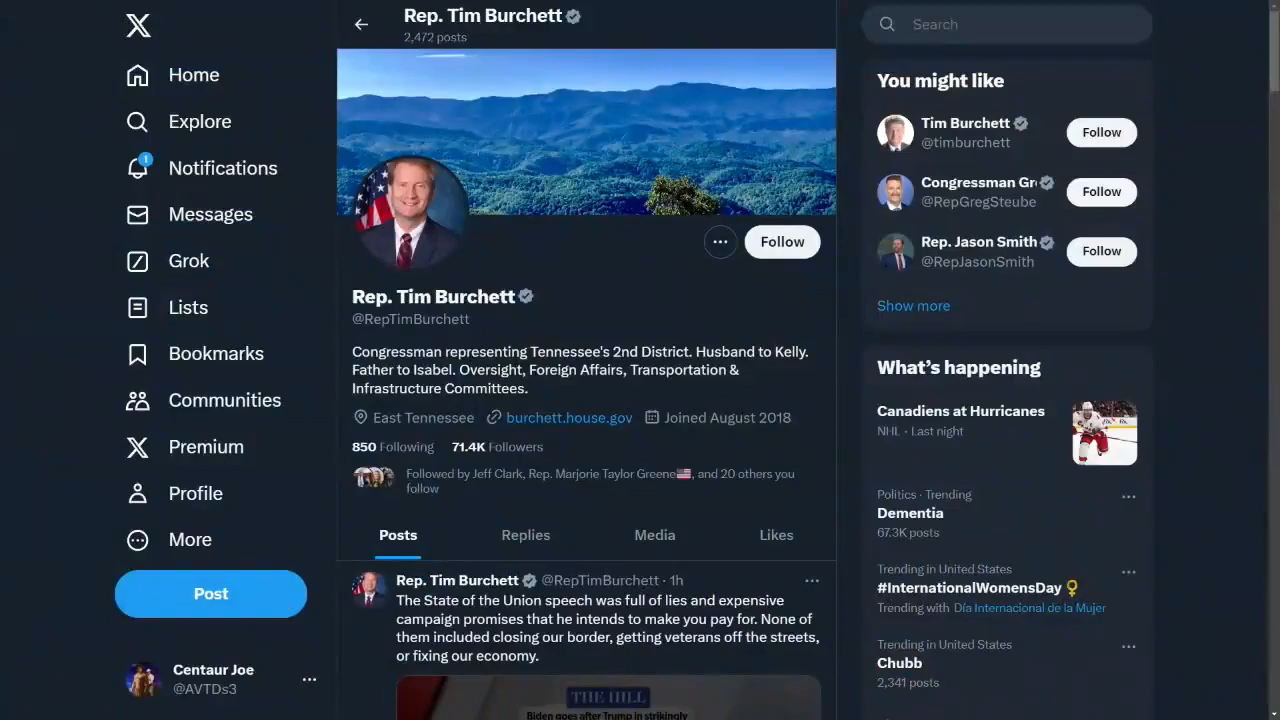 Rep. Tim Burchett
2,472 posts
Home
Explore
1
Notifications
Messages
Grok
Lists
Bookmarks
Communities
Premium
Profile
More
Post
Centaur Joe
@AVTDs3
Follow
Rep. Tim Burchett
@RepTimBurchett
Congressman representing Tennessee's 2nd District. Husband to Kelly.
Father to Isabel. Oversight, Foreign Affairs, Transportation &
Infrastructure Committees.
East Tennessee burchett.house.gov Joined August 2018
850 Following 71.4K Followers
Followed by Jeff Clark, Rep. Marjorie Taylor Greene🇺🇸, and 20 others you
follow
Posts Replies Media Likes
Rep. Tim Burchett @RepTimBurchett · 1h
The State of the Union speech was full of lies and expensive
campaign promises that he intends to make you pay for. None of
them included closing our border, getting veterans off the streets,
or fixing our economy.
THE HILL
Biden goes after Trump in strikingly
Search
You might like
Tim Burchett
@timburchett
Follow
Congressman Gr
@RepGregSteube
Follow
Rep. Jason Smith
@RepJasonSmith
Follow
Show more
What's happening
Canadiens at Hurricanes
NHL · Last night
Politics · Trending
Dementia
67.3K posts
Trending in United States
#InternationalWomensDay
Trending with Día Internacional de la Mujer
Trending in United States
Chubb
2,341 posts